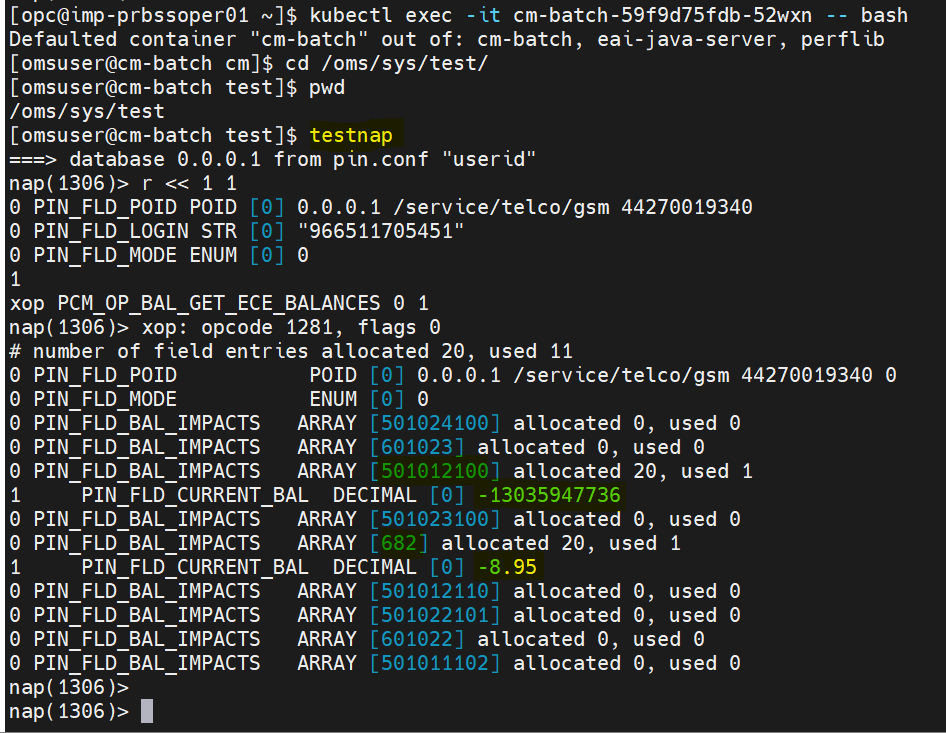 [opc@imp-prbssoper01 ~]$ kubectl exec -it cm-batch-59f9d75fdb-52wxn -- bash
Defaulted container "cm-batch" out of: cm-batch, eai-java-server, perflib
[omsuser@cm-batch cm]$ cd /oms/sys/test/
[omsuser@cm-batch test]$ pwd
/oms/sys/test
[omsuser@cm-batch test]$ testnap
===> database 0.0.0.1 from pin.conf "userid"
nap(1306)> r << 1 1
0 PIN_FLD_POID POID [0] 0.0.0.1 /service/telco/gsm 44270019340
0 PIN_FLD_LOGIN STR [0] "966511705451"
0 PIN_FLD_MODE ENUM [0] 0
1
xop PCM_OP_BAL_GET_ECE_BALANCES 0 1
nap(1306)> xop: opcode 1281, flags 0
# number of field entries allocated 20, used 11
0 PIN_FLD_POID           POID [0] 0.0.0.1 /service/telco/gsm 44270019340 0
0 PIN_FLD_MODE           ENUM [0] 0
0 PIN_FLD_BAL_IMPACTS   ARRAY [501024100] allocated 0, used 0
0 PIN_FLD_BAL_IMPACTS   ARRAY [601023] allocated 0, used 0
0 PIN_FLD_BAL_IMPACTS   ARRAY [501012100] allocated 20, used 1
1     PIN_FLD_CURRENT_BAL  DECIMAL [0] -13035947736
0 PIN_FLD_BAL_IMPACTS   ARRAY [501023100] allocated 0, used 0
0 PIN_FLD_BAL_IMPACTS   ARRAY [682] allocated 20, used 1
1     PIN_FLD_CURRENT_BAL  DECIMAL [0] -8.95
0 PIN_FLD_BAL_IMPACTS   ARRAY [501012110] allocated 0, used 0
0 PIN_FLD_BAL_IMPACTS   ARRAY [501022101] allocated 0, used 0
0 PIN_FLD_BAL_IMPACTS   ARRAY [601022] allocated 0, used 0
0 PIN_FLD_BAL_IMPACTS   ARRAY [501011102] allocated 0, used 0
nap(1306)>
nap(1306)>